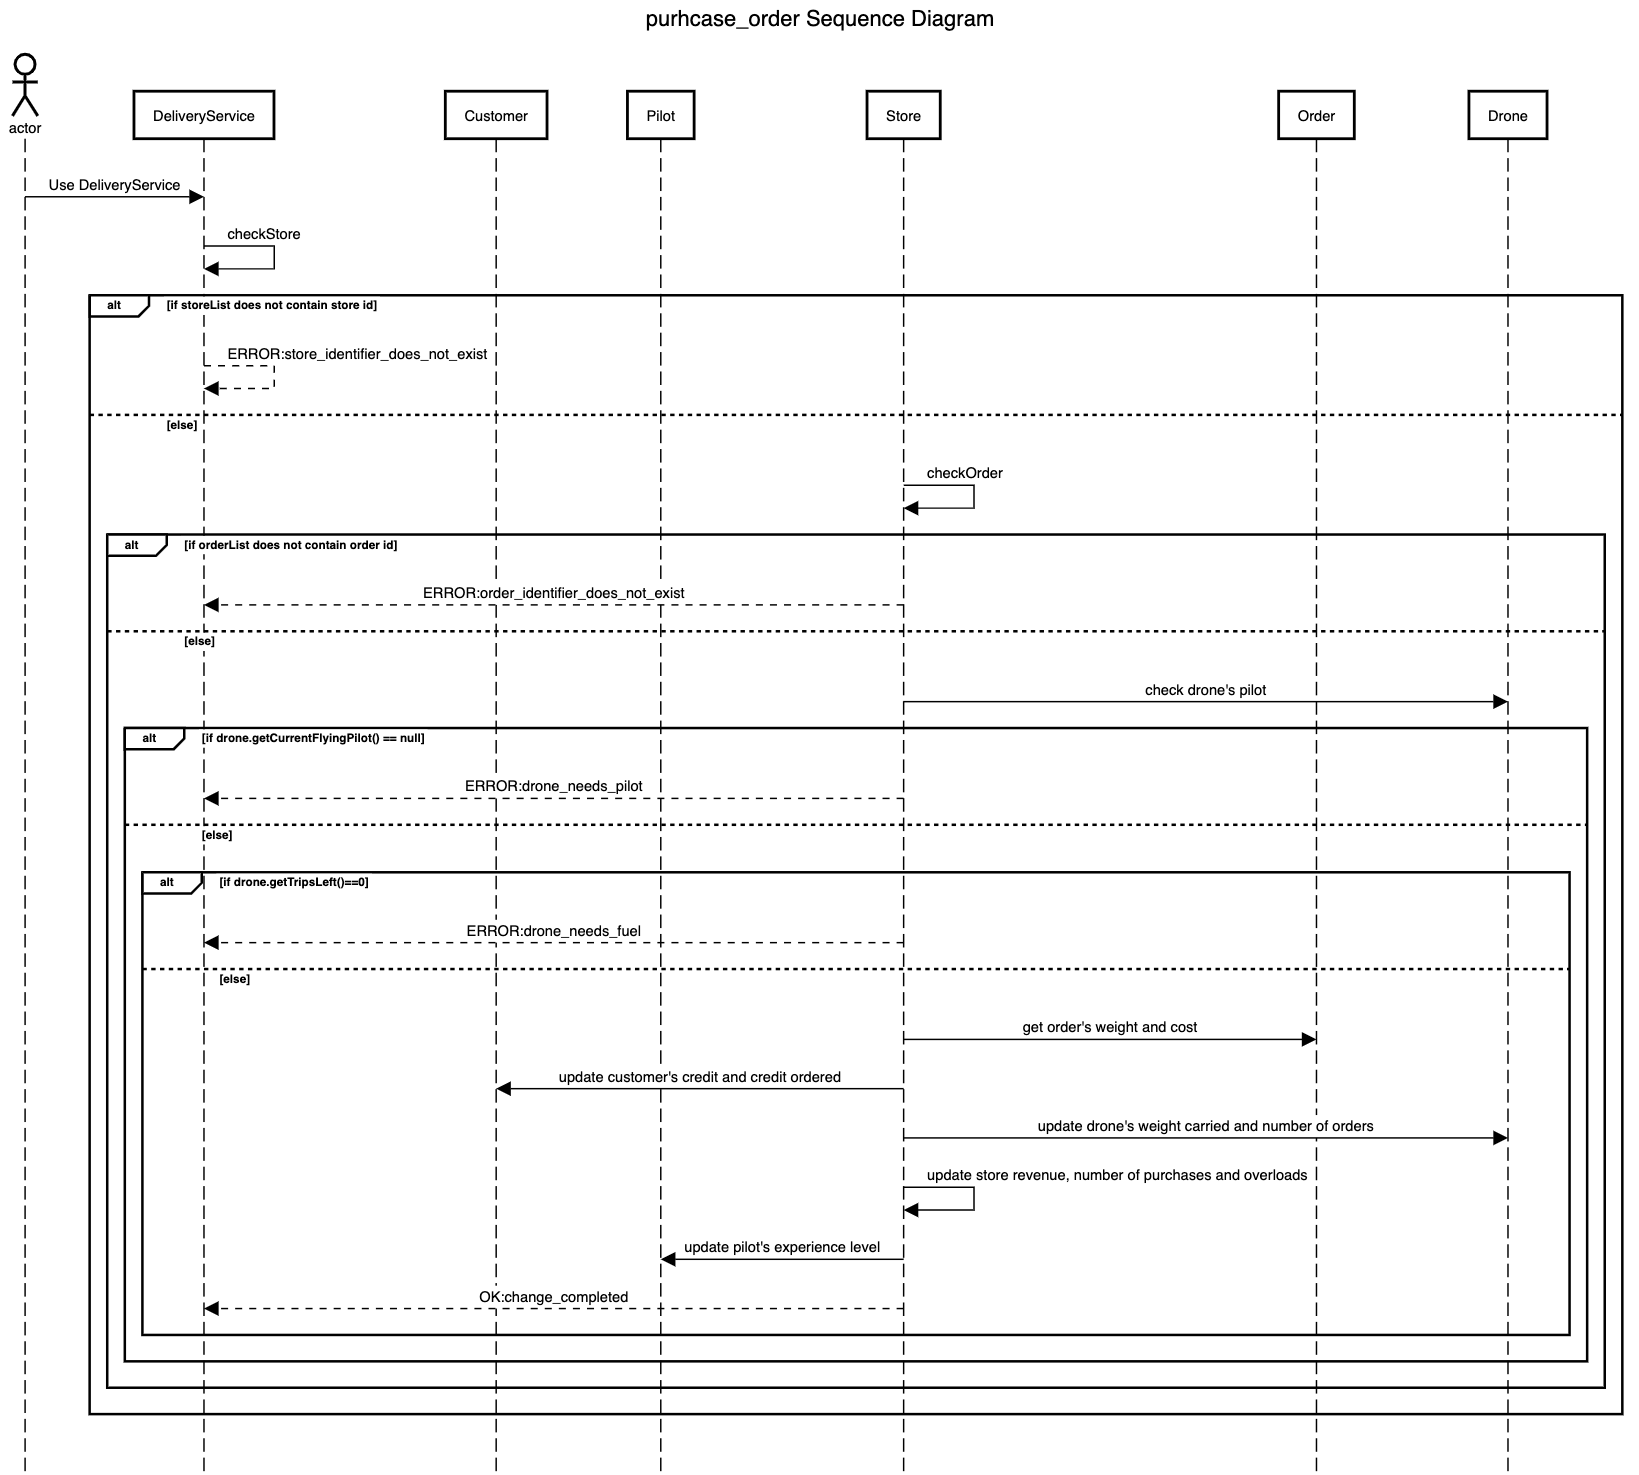 purhcase_order Sequence Diagram
actor
DeliveryService
Customer
Pilot
Store
Order
Drone
Use DeliveryService
checkStore
alt
[if storeList does not contain store id]
ERROR:store_identifier_does_not_exist
[else]
checkOrder
alt
[if orderList does not contain order id]
ERROR:order_identifier_does_not_exist
[else]
check drone's pilot
alt
[if drone.getCurrentFlyingPilot() == null]
ERROR:drone_needs_pilot
[else]
alt
[if drone.getTripsLeft()==0]
ERROR:drone_needs_fuel
[else]
get order's weight and cost
update customer's credit and credit ordered
update drone's weight carried and number of orders
update store revenue, number of purchases and overloads
update pilot's experience level
OK:change_completed